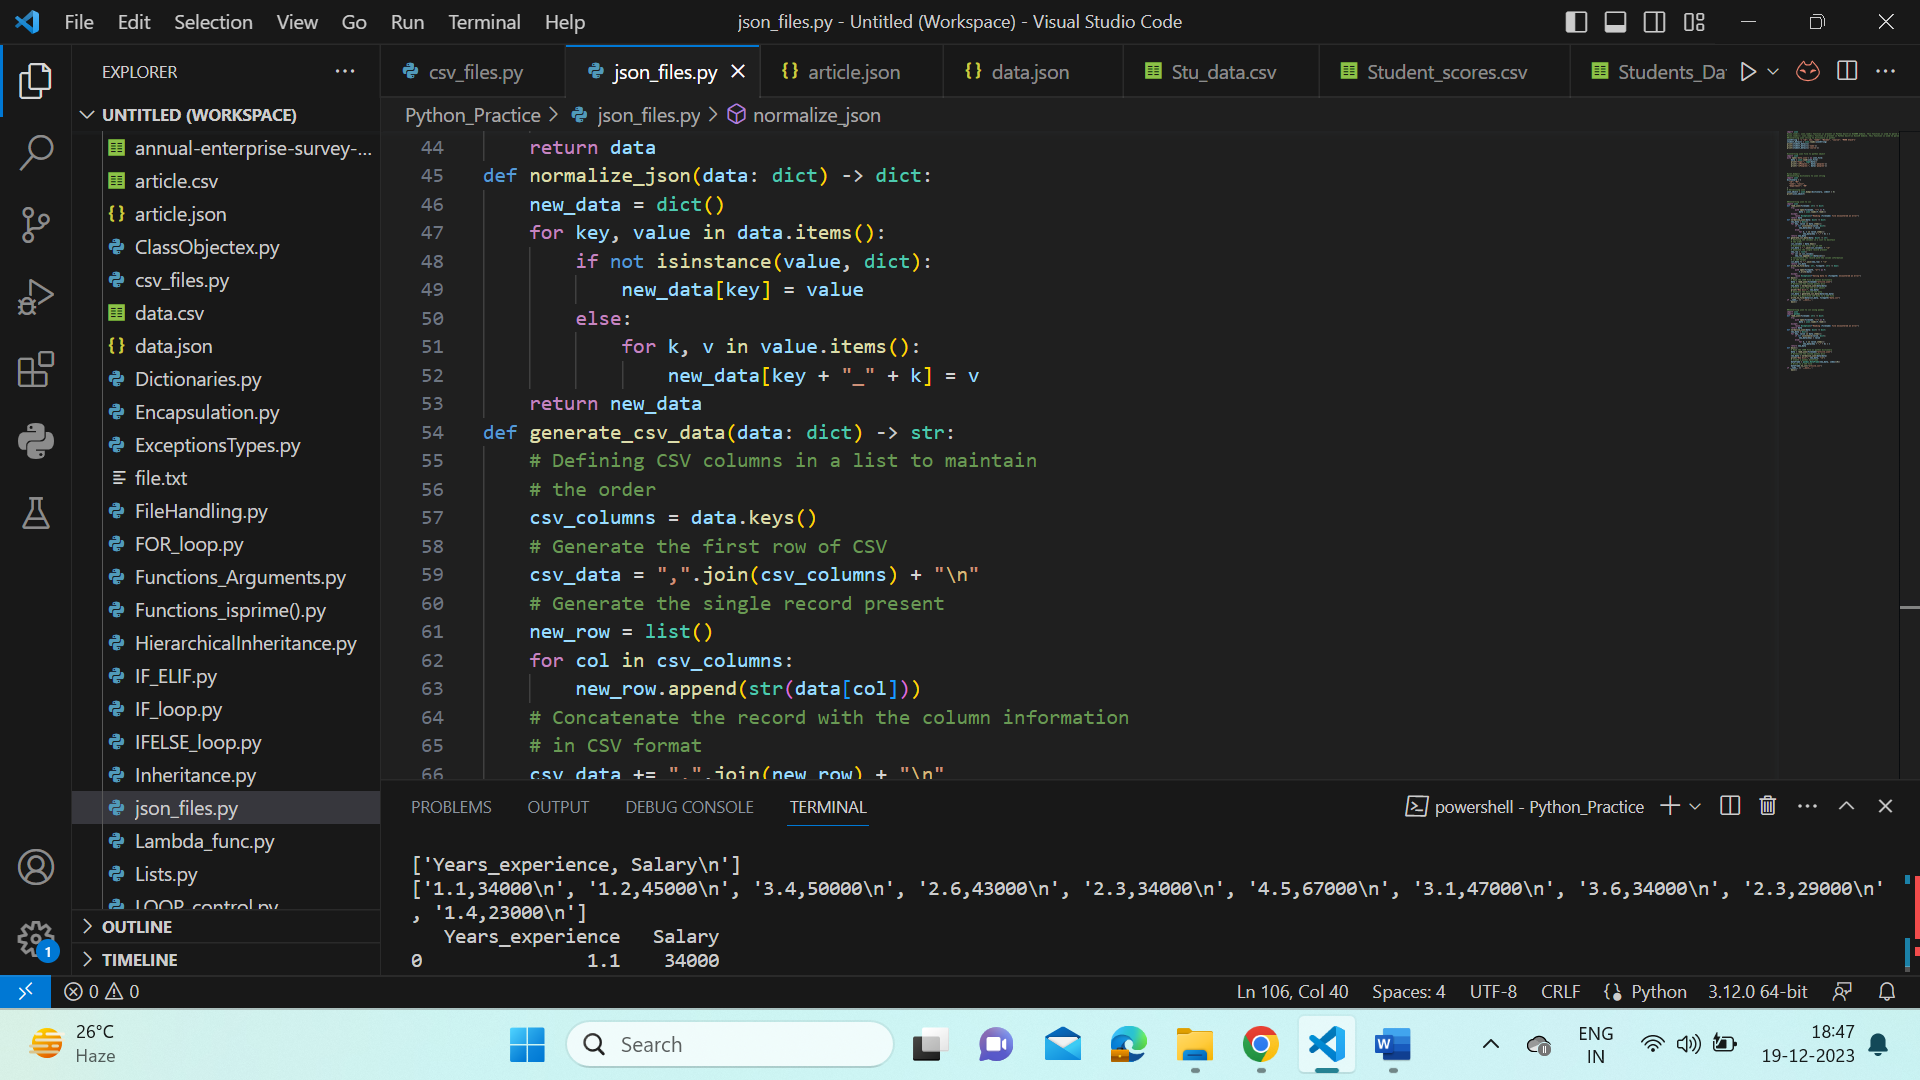 File Edit Selection View Go Run Terminal Help
json_files.py - Untitled (Workspace) - Visual Studio Code
EXPLORER
csv_files.py
json_files.py
article.json
data.json
Stu_data.csv
Student_scores.csv
Students_Da
UNTITLED (WORKSPACE)
annual-enterprise-survey-...
article.csv
article.json
ClassObjectex.py
csv_files.py
data.csv
data.json
Dictionaries.py
Encapsulation.py
ExceptionsTypes.py
file.txt
FileHandling.py
FOR_loop.py
Functions_Arguments.py
Functions_isprime().py
HierarchicalInheritance.py
IF_ELIF.py
IF_loop.py
IFELSE_loop.py
Inheritance.py
json_files.py
Lambda_func.py
Lists.py
LOOP_control.py
OUTLINE
TIMELINE
Python_Practice > json_files.py > normalize_json
44 return data
45 def normalize_json(data: dict) -> dict:
46 new_data = dict()
47 for key, value in data.items():
48 if not isinstance(value, dict):
49 new_data[key] = value
50 else:
51 for k, v in value.items():
52 new_data[key + "_" + k] = v
53 return new_data
54 def generate_csv_data(data: dict) -> str:
55 # Defining CSV columns in a list to maintain
56 # the order
57 csv_columns = data.keys()
58 # Generate the first row of CSV
59 csv_data = ",".join(csv_columns) + "\n"
60 # Generate the single record present
61 new_row = list()
62 for col in csv_columns:
63 new_row.append(str(data[col]))
64 # Concatenate the record with the column information
65 # in CSV format
66 csv_data += ",".join(new_row) + "\n"
PROBLEMS OUTPUT DEBUG CONSOLE TERMINAL
powershell - Python_Practice
['Years_experience, Salary\n']
['1.1,34000\n', '1.2,45000\n', '3.4,50000\n', '2.6,43000\n', '2.3,34000\n', '4.5,67000\n', '3.1,47000\n', '3.6,34000\n', '2.3,29000\n'
, '1.4,23000\n']
Years_experience Salary
0 1.1 34000
1
0 0
Ln 106, Col 40 Spaces: 4 UTF-8 CRLF Python 3.12.0 64-bit
26°C
Haze
Search
ENG
IN
18:47
19-12-2023